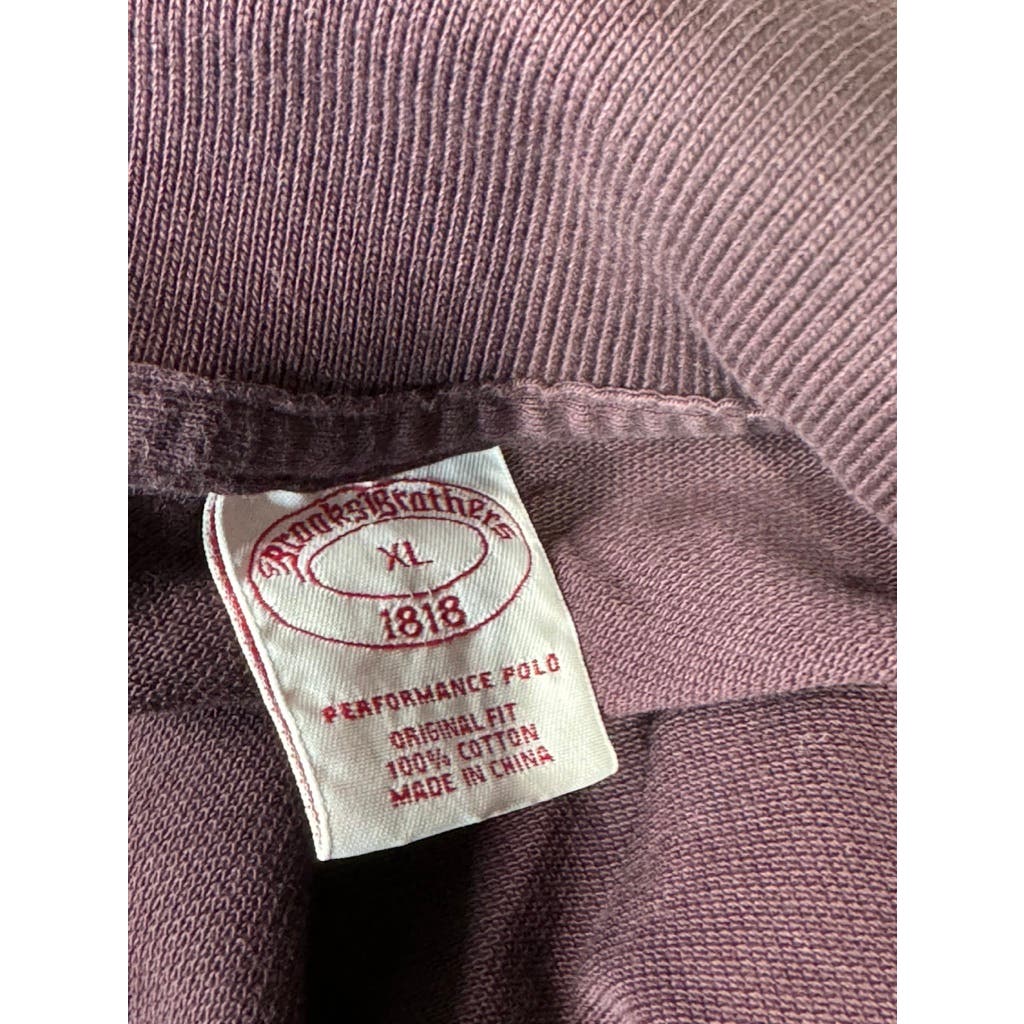 Brooks Brothers
XL
1818
PERFORMANCE POLO
ORIGINAL FIT
100% COTTON
MADE IN CHINA